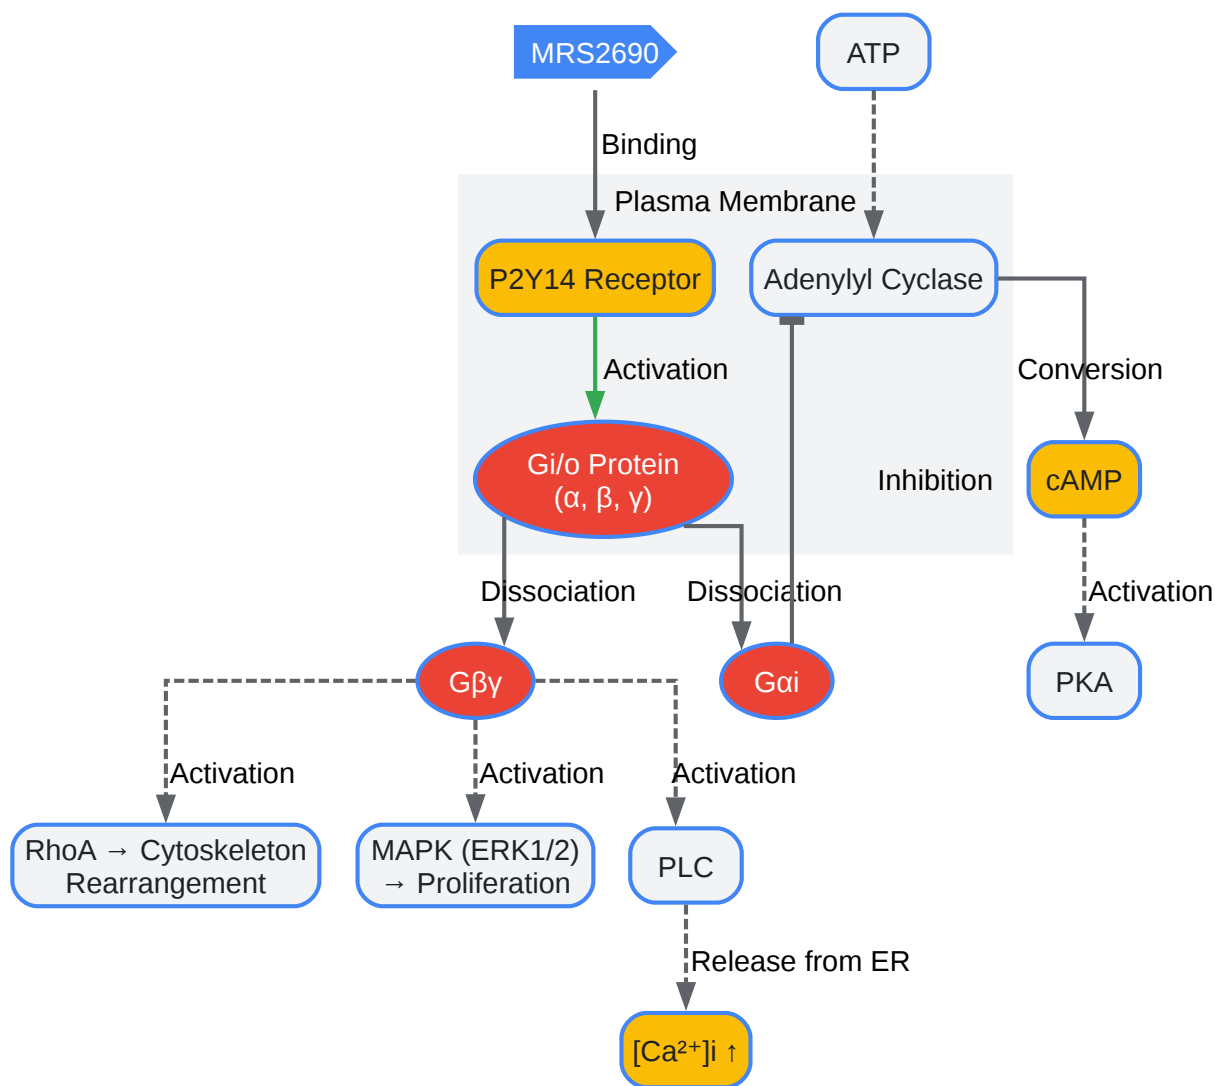 MRS2690
ATP
Binding
Plasma Membrane
P2Y14 Receptor
Adenylyl Cyclase
Activation
Conversion
Gi/o Protein
(α, β, γ)
Inhibition
cAMP
Dissociation
Dissociation
Activation
Gβγ
Gαi
PKA
Activation
Activation
Activation
RhoA → Cytoskeleton
Rearrangement
MAPK (ERK1/2)
→ Proliferation
PLC
Release from ER
[Ca²⁺]i ↑